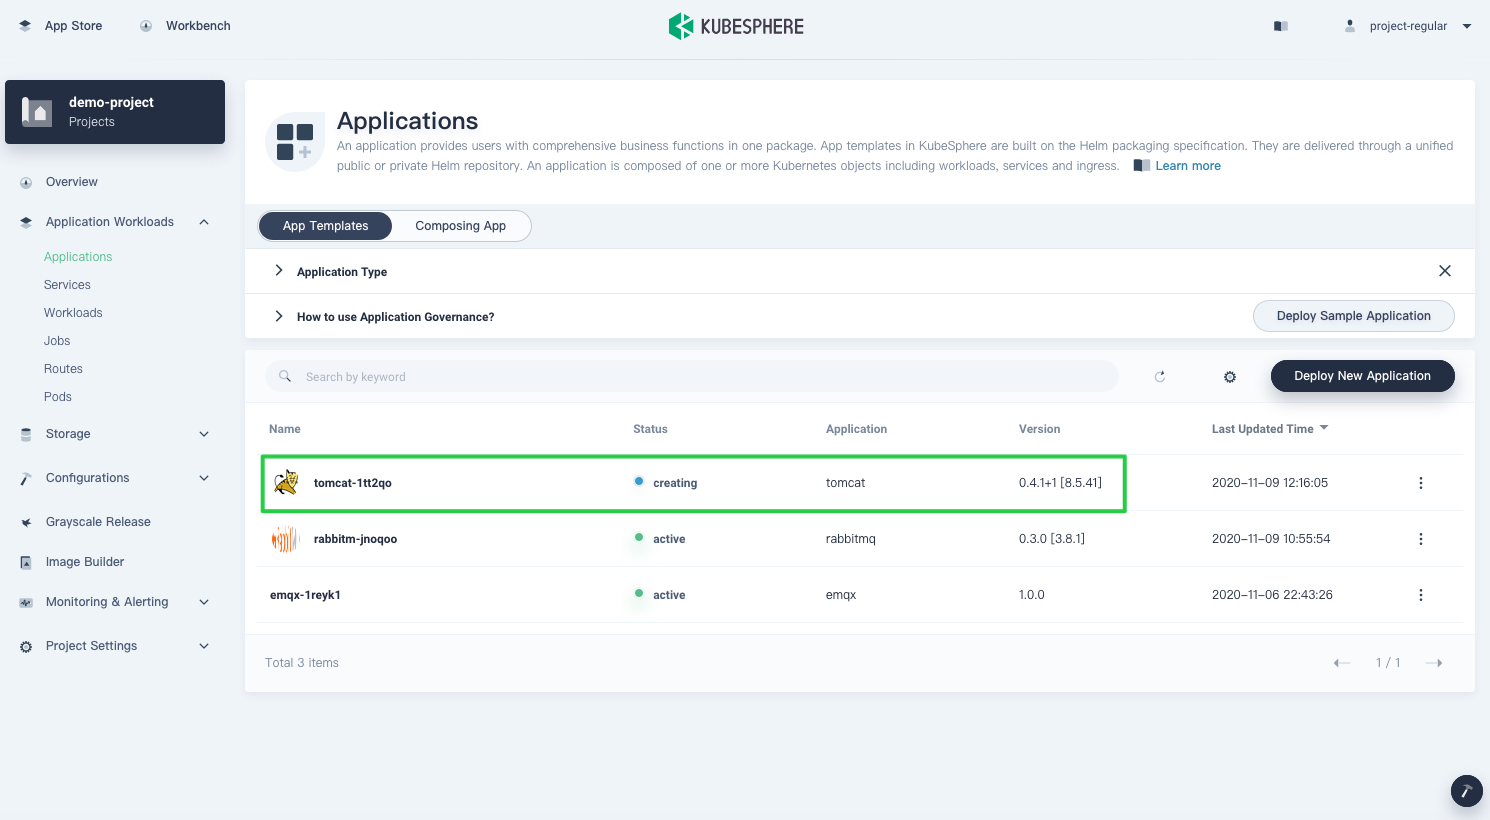 App Store
Workbench
KUBESPHERE
project-regular
demo-project
Projects
Overview
Application Workloads
Applications
Services
Workloads
Jobs
Routes
Pods
Storage
Configurations
Grayscale Release
Image Builder
Monitoring & Alerting
Project Settings
Applications
An application provides users with comprehensive business functions in one package. App templates in KubeSphere are built on the Helm packaging specification. They are delivered through a unified
public or private Helm repository. An application is composed of one or more Kubernetes objects including workloads, services and ingress. Learn more
App Templates
Composing App
Application Type
How to use Application Governance?
Deploy Sample Application
Search by keyword
Deploy New Application
Name Status Application Version Last Updated Time
tomcat-1tt2qo creating tomcat 0.4.1+1 [8.5.41] 2020-11-09 12:16:05
rabbitm-jnoqoo active rabbitmq 0.3.0 [3.8.1] 2020-11-09 10:55:54
emqx-1reyk1 active emqx 1.0.0 2020-11-06 22:43:26
Total 3 items
1 / 1